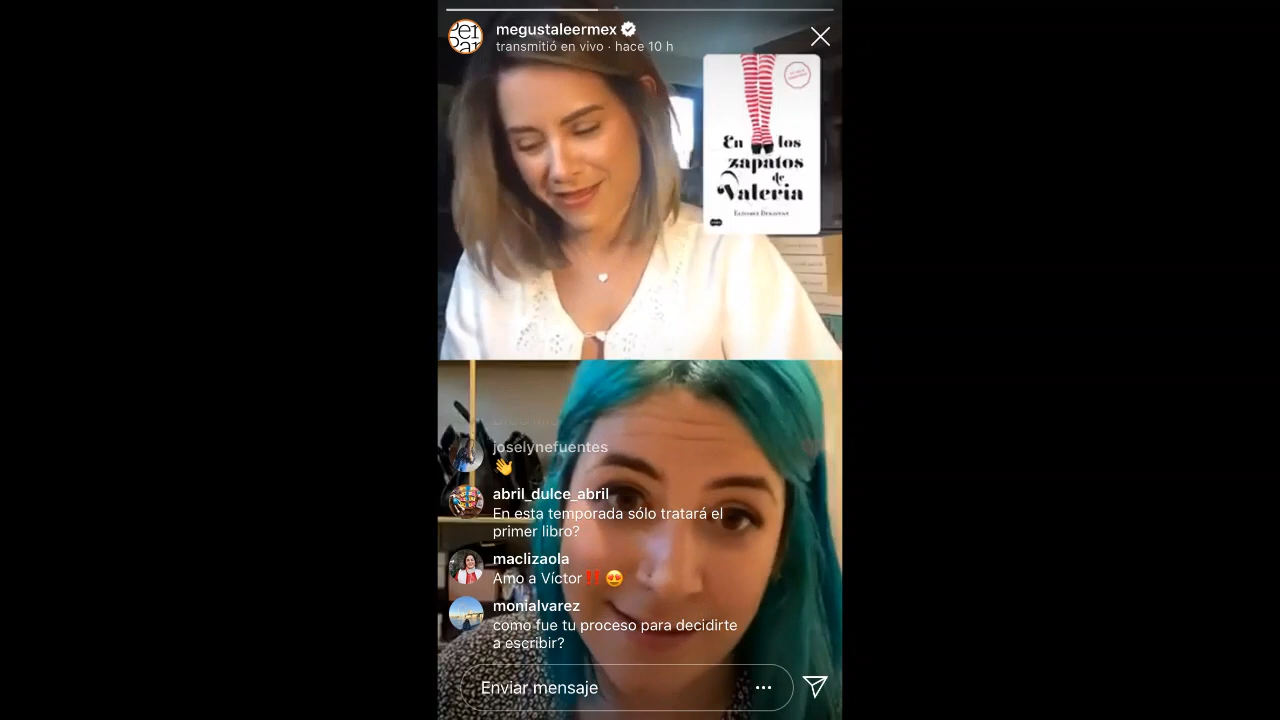 megustaleermex
transmitió en vivo · hace 10 h
En los
zapatos
de
Valeria
joselynefuentes
👋
abril_dulce_abril
En esta temporada sólo tratará el
primer libro?
maclizaola
Amo a Víctor‼️😍
monialvarez
como fue tu proceso para decidirte
a escribir?
Enviar mensaje